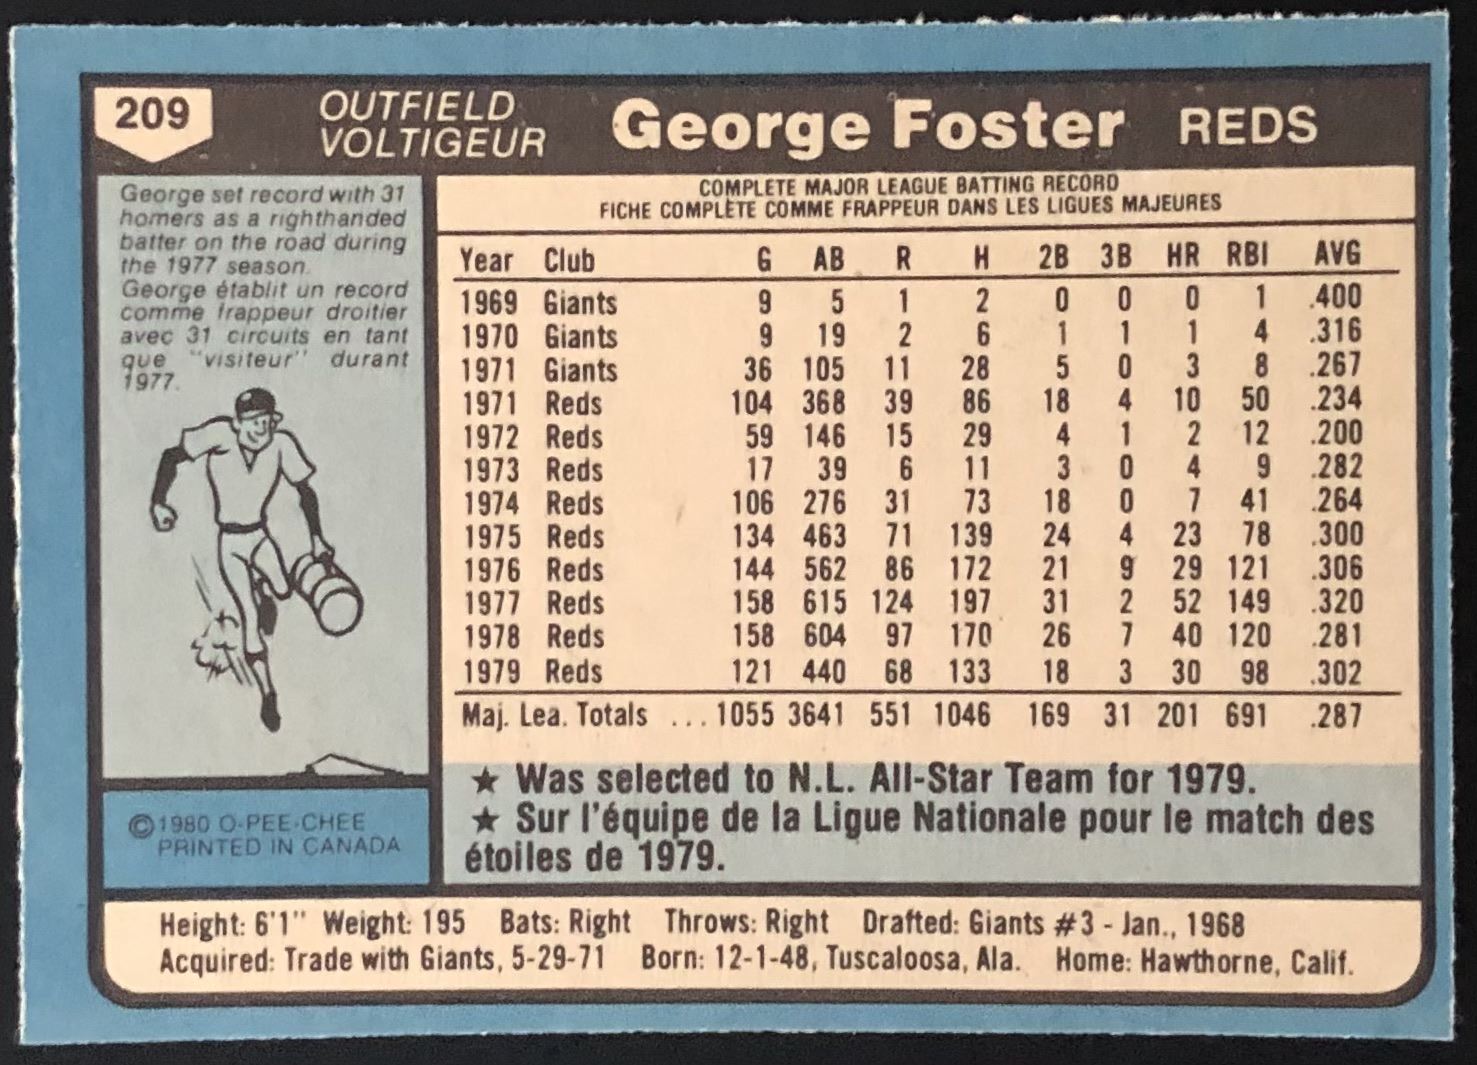 209
OUTFIELD
VOLTIGEUR
George Foster
REDS
George set record with 31
homers as a righthanded
batter on the road during
the 1977 season.
George établit un record
comme frappeur droitier
avec 31 circuits en tant
que "visiteur" durant
1977.
©1980 O-PEE-CHEE
PRINTED IN CANADA
COMPLETE MAJOR LEAGUE BATTING RECORD
FICHE COMPLÈTE COMME FRAPPEUR DANS LES LIGUES MAJEURES
Year Club G AB R H 2B 3B HR RBI AVG
1969 Giants 9 5 1 2 0 0 0 1 .400
1970 Giants 9 19 2 6 1 1 1 4 .316
1971 Giants 36 105 11 28 5 0 3 8 .267
1971 Reds 104 368 39 86 18 4 10 50 .234
1972 Reds 59 146 15 29 4 1 2 12 .200
1973 Reds 17 39 6 11 3 0 4 9 .282
1974 Reds 106 276 31 73 18 0 7 41 .264
1975 Reds 134 463 71 139 24 4 23 78 .300
1976 Reds 144 562 86 172 21 9 29 121 .306
1977 Reds 158 615 124 197 31 2 52 149 .320
1978 Reds 158 604 97 170 26 7 40 120 .281
1979 Reds 121 440 68 133 18 3 30 98 .302
Maj. Lea. Totals ... 1055 3641 551 1046 169 31 201 691 .287
★ Was selected to N.L. All-Star Team for 1979.
★ Sur l'équipe de la Ligue Nationale pour le match des
étoiles de 1979.
Height: 6'1" Weight: 195 Bats: Right Throws: Right Drafted: Giants #3 - Jan., 1968
Acquired: Trade with Giants, 5-29-71 Born: 12-1-48, Tuscaloosa, Ala. Home: Hawthorne, Calif.